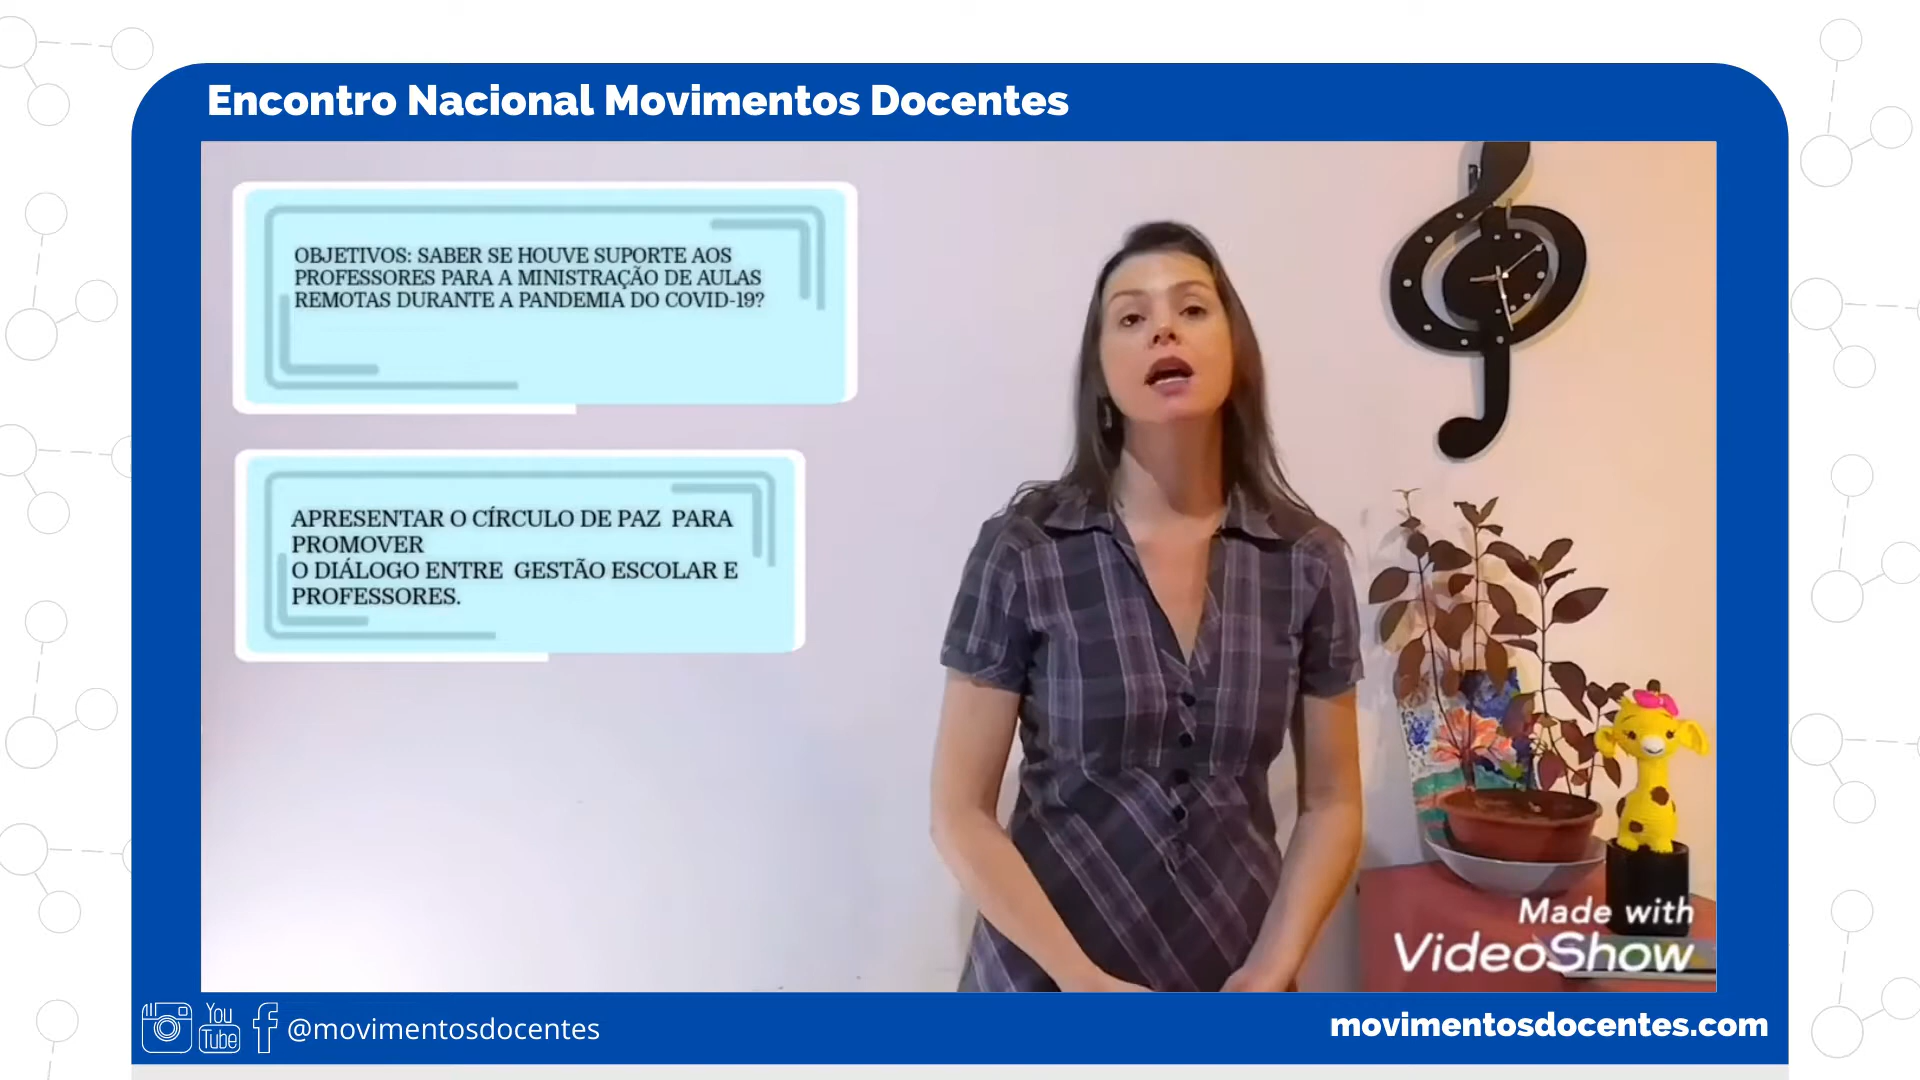 Encontro Nacional Movimentos Docentes
OBJETIVOS: SABER SE HOUVE SUPORTE AOS
PROFESSORES PARA A MINISTRAÇÃO DE AULAS
REMOTAS DURANTE A PANDEMIA DO COVID-19?
APRESENTAR O CÍRCULO DE PAZ PARA
PROMOVER
O DIÁLOGO ENTRE GESTÃO ESCOLAR E
PROFESSORES.
Made with
VideoShow
You
Tube
@movimentosdocentes
movimentosdocentes.com